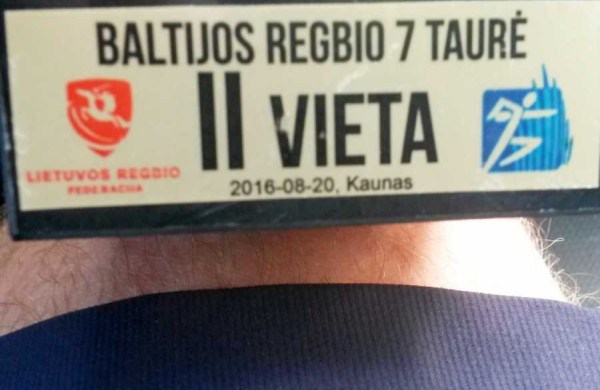 BALTIJOS REGBIO 7 TAURĖ
II VIETA
LIETUVOS REGBIO
FEDERACIJA
2016-08-20, Kaunas